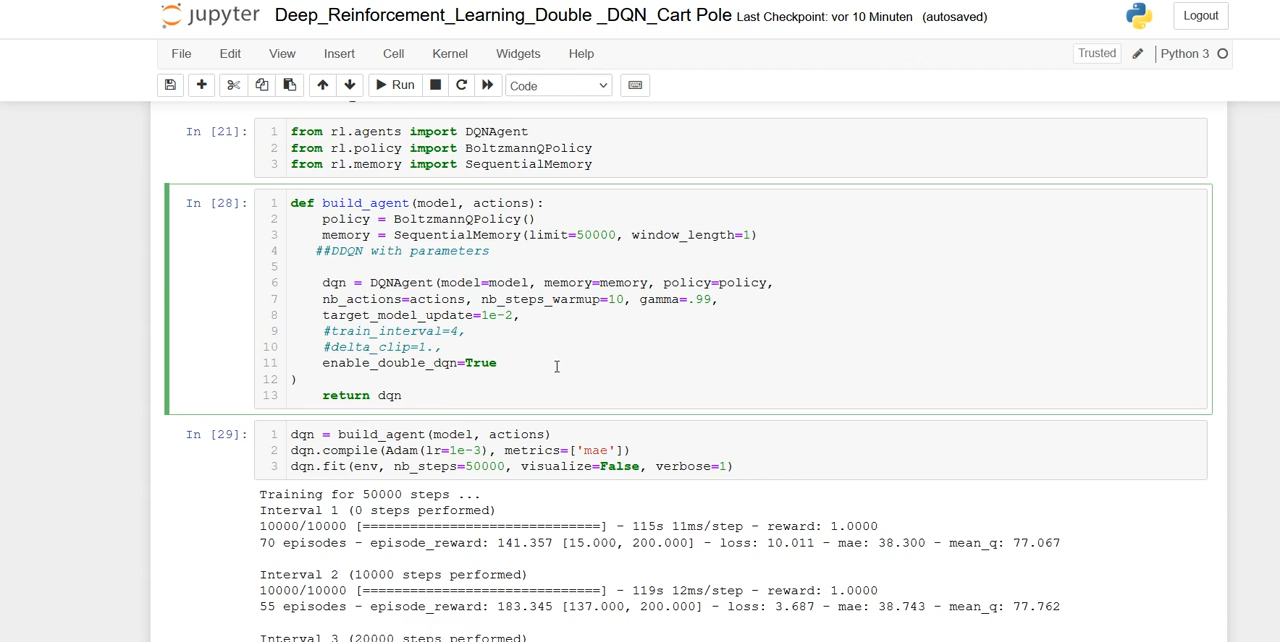 jupyter Deep_Reinforcement_Learning_Double _DQN_Cart Pole Last Checkpoint: vor 10 Minuten (autosaved) Logout
File Edit View Insert Cell Kernel Widgets Help Trusted Python 3
Run Code
In [21]:
1 from rl.agents import DQNAgent
2 from rl.policy import BoltzmannQPolicy
3 from rl.memory import SequentialMemory
In [28]:
1 def build_agent(model, actions):
2 policy = BoltzmannQPolicy()
3 memory = SequentialMemory(limit=50000, window_length=1)
4 ##DDQN with parameters
5
6 dqn = DQNAgent(model=model, memory=memory, policy=policy,
7 nb_actions=actions, nb_steps_warmup=10, gamma=.99,
8 target_model_update=1e-2,
9 #train_interval=4,
10 #delta_clip=1.,
11 enable_double_dqn=True
12 )
13 return dqn
In [29]:
1 dqn = build_agent(model, actions)
2 dqn.compile(Adam(lr=1e-3), metrics=['mae'])
3 dqn.fit(env, nb_steps=50000, visualize=False, verbose=1)
Training for 50000 steps ...
Interval 1 (0 steps performed)
10000/10000 [==============================] - 115s 11ms/step - reward: 1.0000
70 episodes - episode_reward: 141.357 [15.000, 200.000] - loss: 10.011 - mae: 38.300 - mean_q: 77.067
Interval 2 (10000 steps performed)
10000/10000 [==============================] - 119s 12ms/step - reward: 1.0000
55 episodes - episode_reward: 183.345 [137.000, 200.000] - loss: 3.687 - mae: 38.743 - mean_q: 77.762
Interval 3 (20000 steps performed)